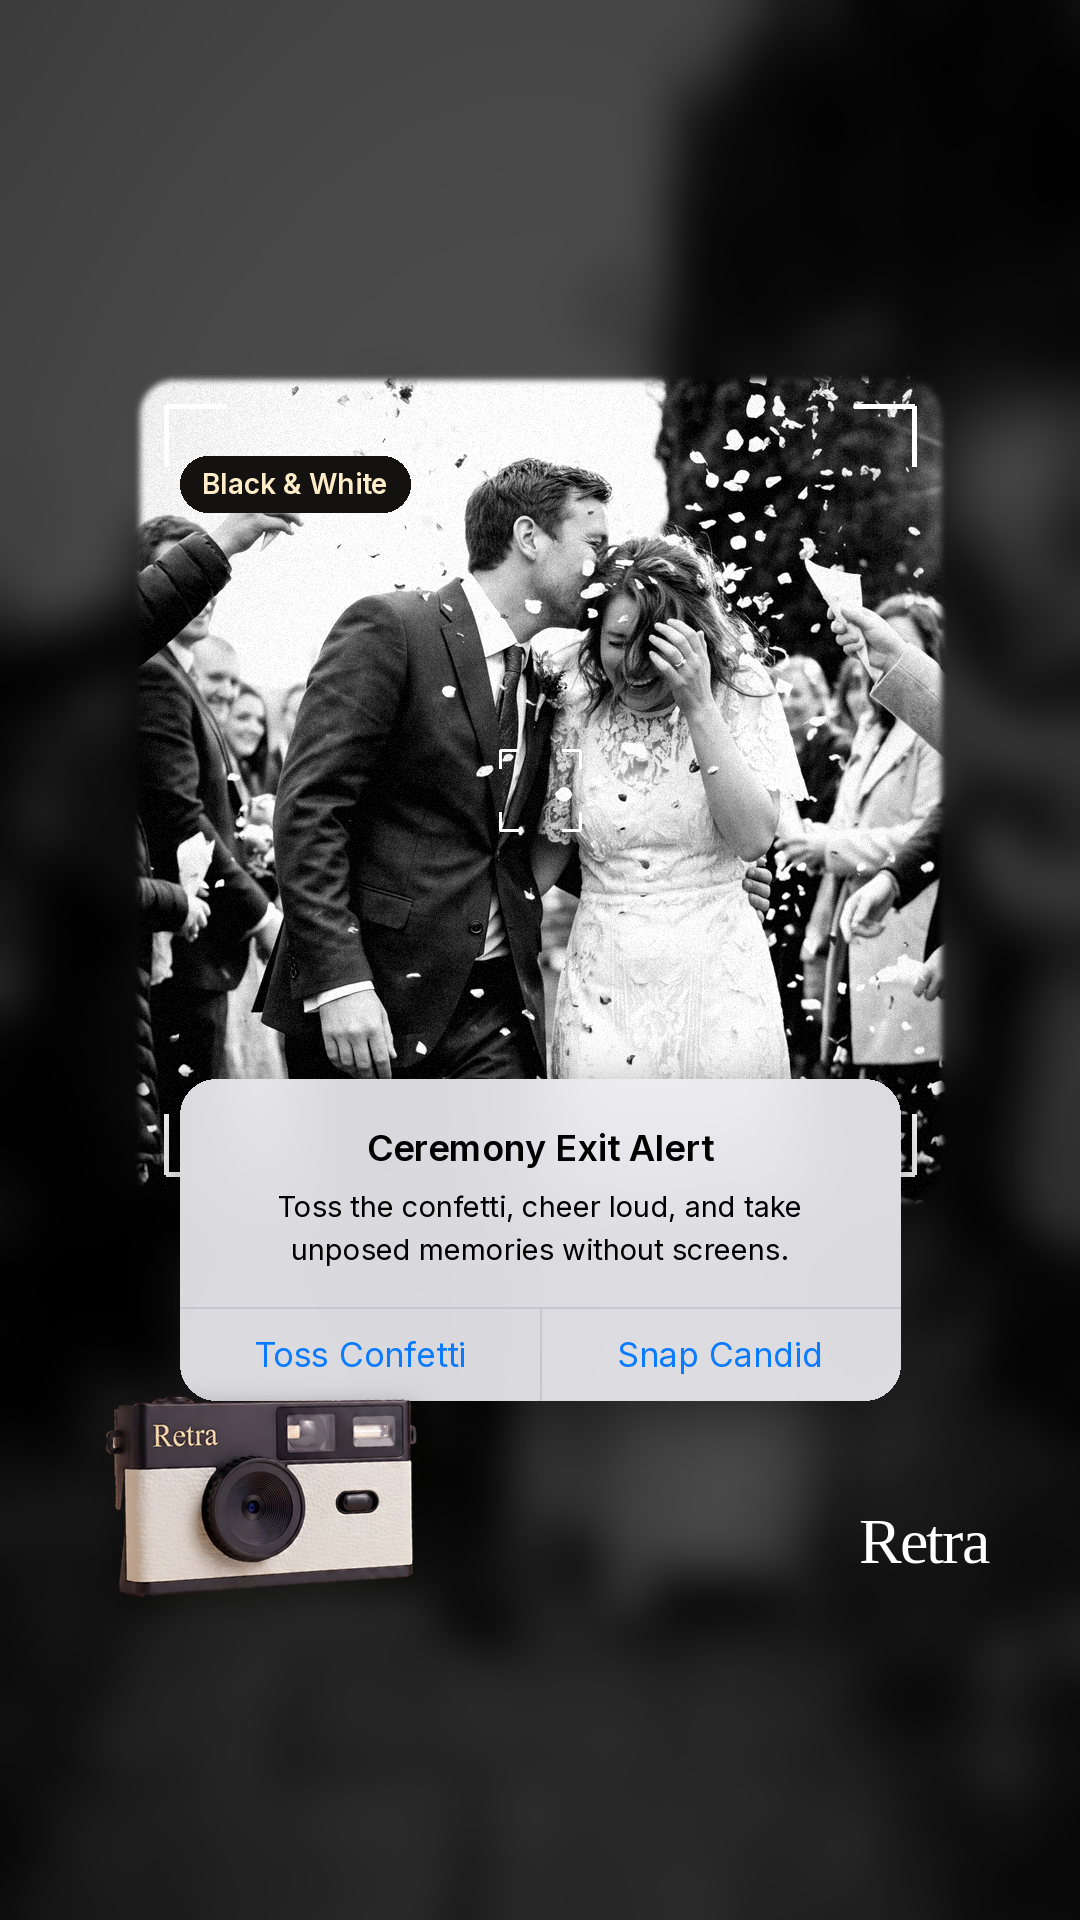 Black & White
Ceremony Exit Alert
Toss the confetti, cheer loud, and take
unposed memories without screens.
Toss Confetti
Snap Candid
Retra
Retra